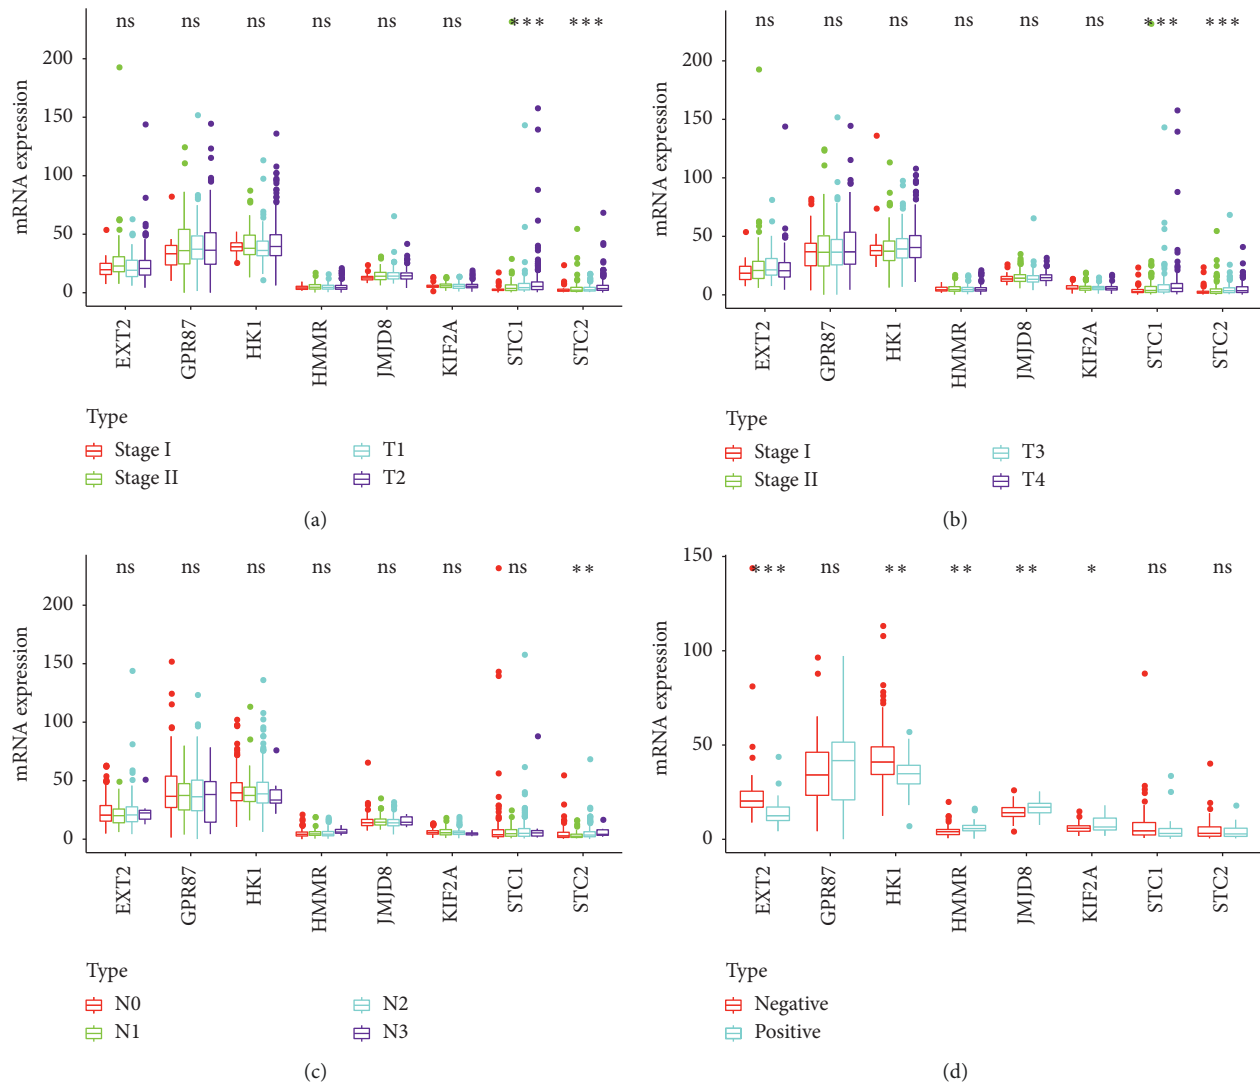 ns ns ns ns ns ns *** ***
mRNA expression
200
150
100
50
0
EXT2 GPR87 HK1 HMMR JMJD8 KIF2A STC1 STC2
Type
Stage I T1
Stage II T2
(a)
ns ns ns ns ns ns *** ***
mRNA expression
200
150
100
50
0
EXT2 GPR87 HK1 HMMR JMJD8 KIF2A STC1 STC2
Type
Stage I T3
Stage II T4
(b)
ns ns ns ns ns ns ns **
mRNA expression
200
150
100
50
0
EXT2 GPR87 HK1 HMMR JMJD8 KIF2A STC1 STC2
Type
N0 N2
N1 N3
(c)
*** ns ** ** ** * ns ns
mRNA expression
150
100
50
0
EXT2 GPR87 HK1 HMMR JMJD8 KIF2A STC1 STC2
Type
Negative
Positive
(d)